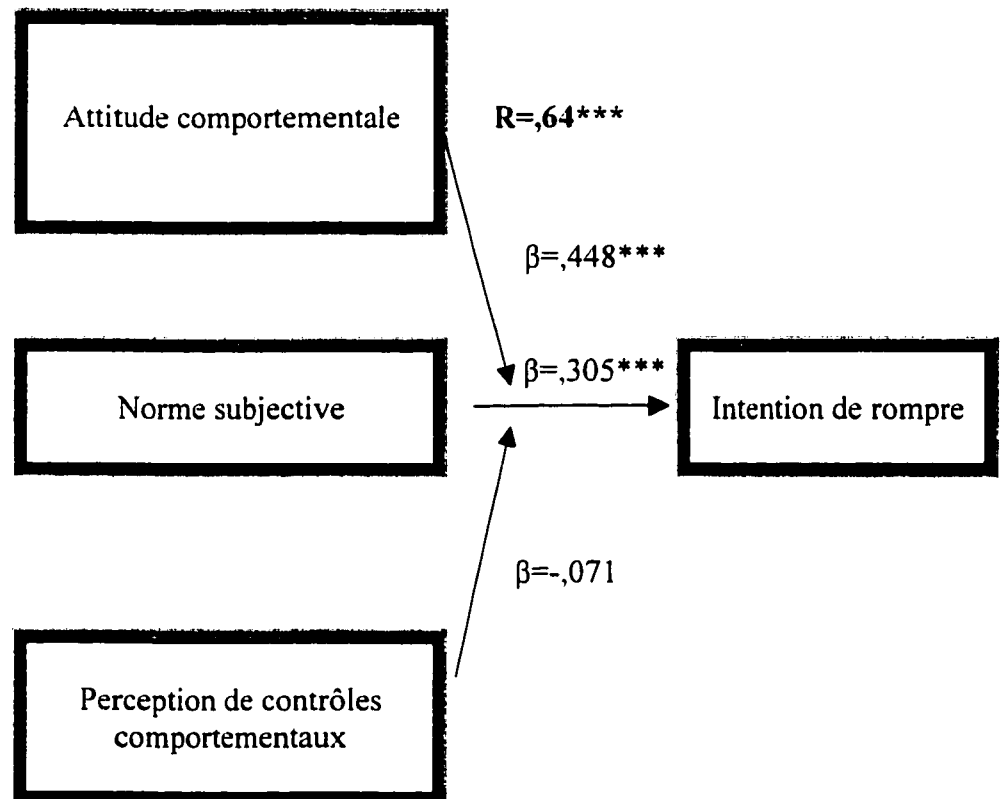 Attitude comportementale
R=,64***
β=,448***
β=,305***
Norme subjective
Intention de rompre
β=-,071
Perception de contrôles
comportementaux